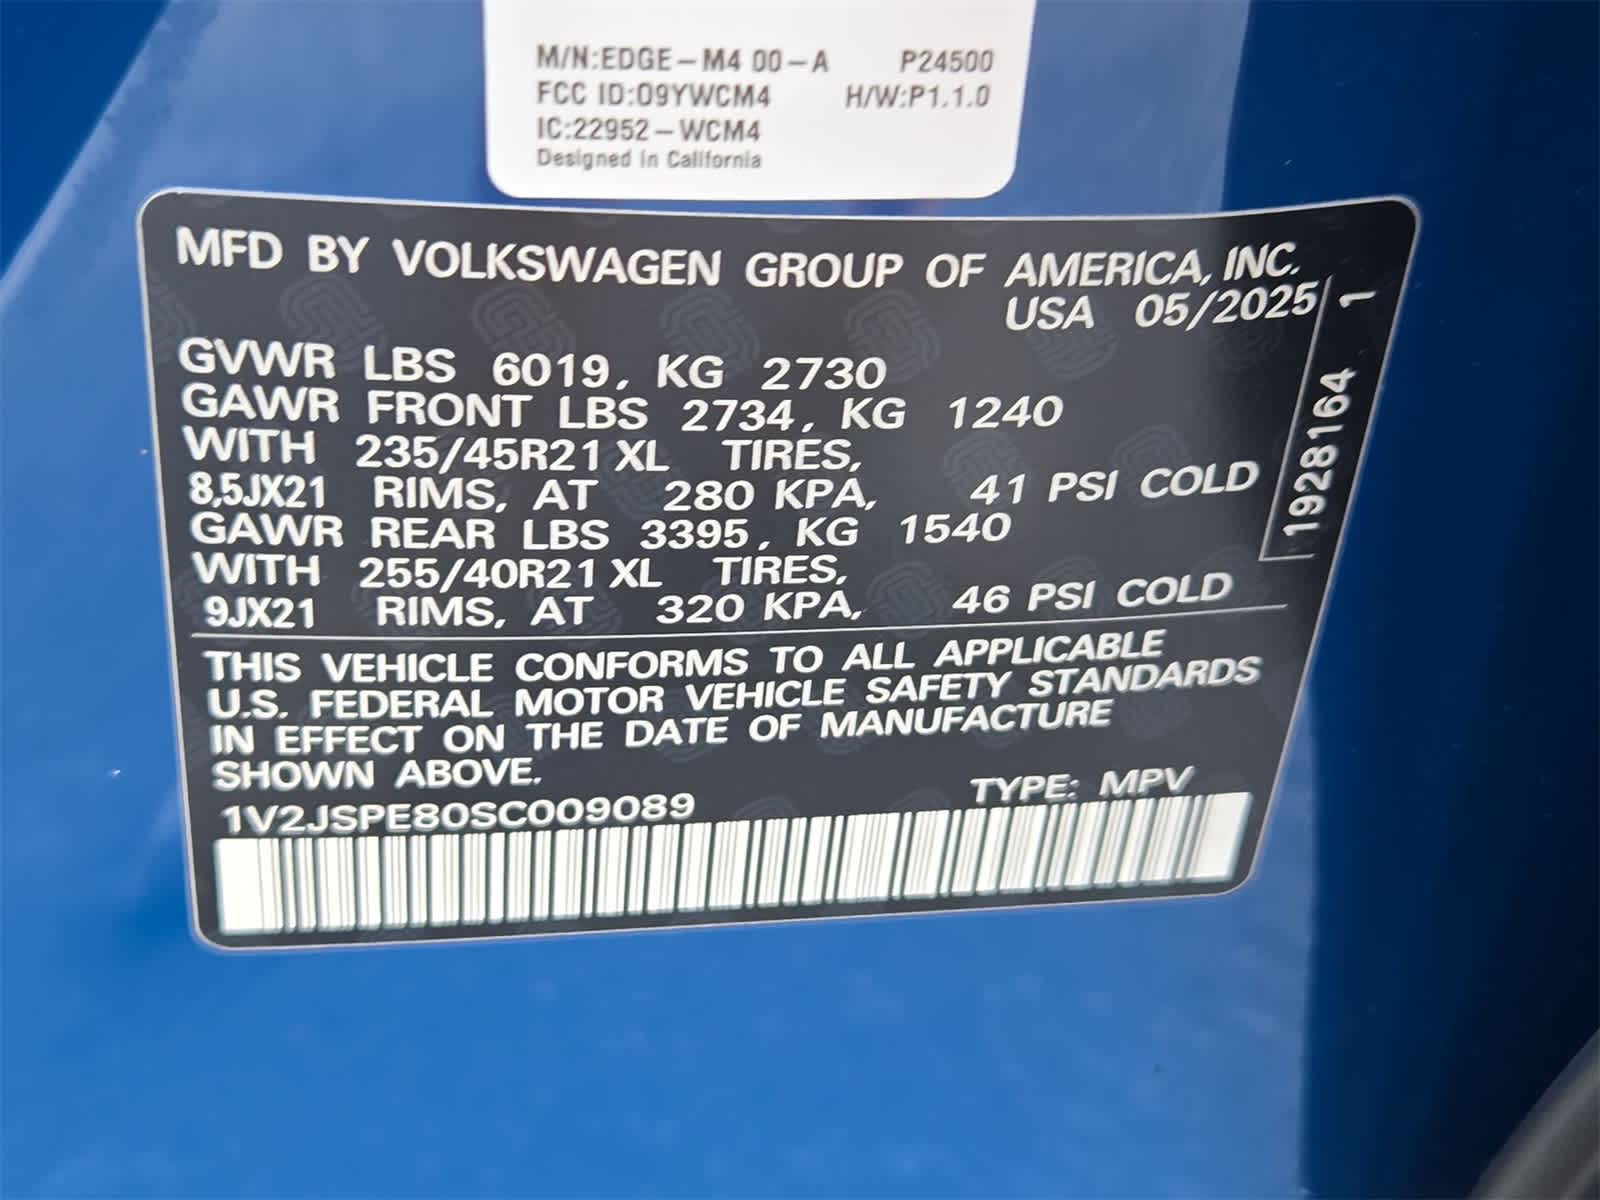 M/N:EDGE-M4 00-A P24500
FCC ID:O9YWCM4 H/W:P1.1.0
IC:22952-WCM4
Designed in California
MFD BY VOLKSWAGEN GROUP OF AMERICA, INC.
USA 05/2025
GVWR LBS 6019, KG 2730
GAWR FRONT LBS 2734, KG 1240
WITH 235/45R21 XL TIRES,
8,5JX21 RIMS, AT 280 KPA, 41 PSI COLD
GAWR REAR LBS 3395, KG 1540
WITH 255/40R21 XL TIRES,
9JX21 RIMS, AT 320 KPA, 46 PSI COLD
THIS VEHICLE CONFORMS TO ALL APPLICABLE
U.S. FEDERAL MOTOR VEHICLE SAFETY STANDARDS
IN EFFECT ON THE DATE OF MANUFACTURE
SHOWN ABOVE.
TYPE: MPV
1V2JSPE80SC009089
1928164 1